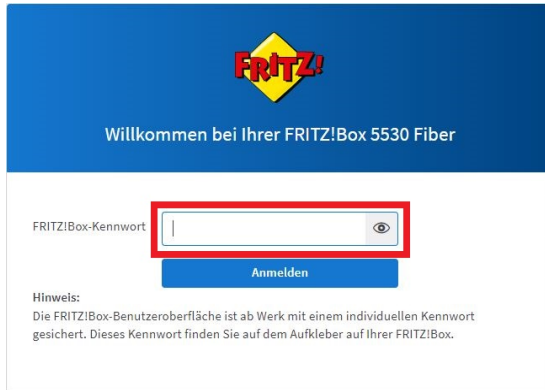 FRITZ!
Willkommen bei Ihrer FRITZ!Box 5530 Fiber
FRITZ!Box-Kennwort
Anmelden
Hinweis:
Die FRITZ!Box-Benutzeroberfläche ist ab Werk mit einem individuellen Kennwort
gesichert. Dieses Kennwort finden Sie auf dem Aufkleber auf Ihrer FRITZ!Box.